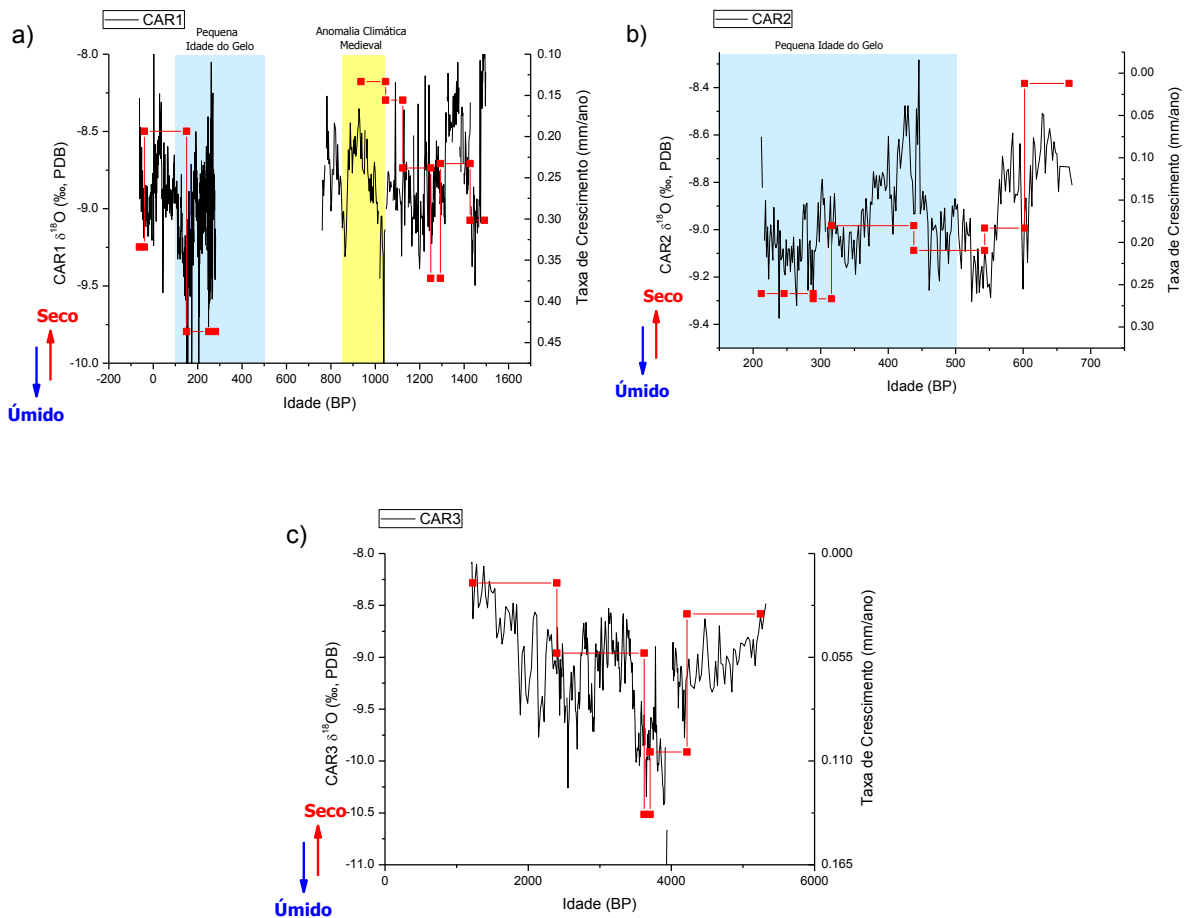 a)
CAR1
Pequena
Idade do Gelo
Anomalia Climática
Medieval
-8.0
-8.5
-9.0
-9.5
-10.0
CAR1 δ18O (‰, PDB)
0.10
0.15
0.20
0.25
0.30
0.35
0.40
0.45
Taxa de Crescimento (mm/ano)
-200 0 200 400 600 800 1000 1200 1400 1600
Idade (BP)
Seco
Úmido
b)
CAR2
Pequena Idade do Gelo
-8.4
-8.6
-8.8
-9.0
-9.2
-9.4
CAR2 δ18O (‰, PDB)
0.00
0.05
0.10
0.15
0.20
0.25
0.30
Taxa de Crescimento (mm/ano)
200 300 400 500 600 700
Idade (BP)
Seco
Úmido
c)
CAR3
-8.0
-8.5
-9.0
-9.5
-10.0
-10.5
-11.0
CAR3 δ18O (‰, PDB)
0.000
0.055
0.110
0.165
Taxa de Crescimento (mm/ano)
0 2000 4000 6000
Idade (BP)
Seco
Úmido